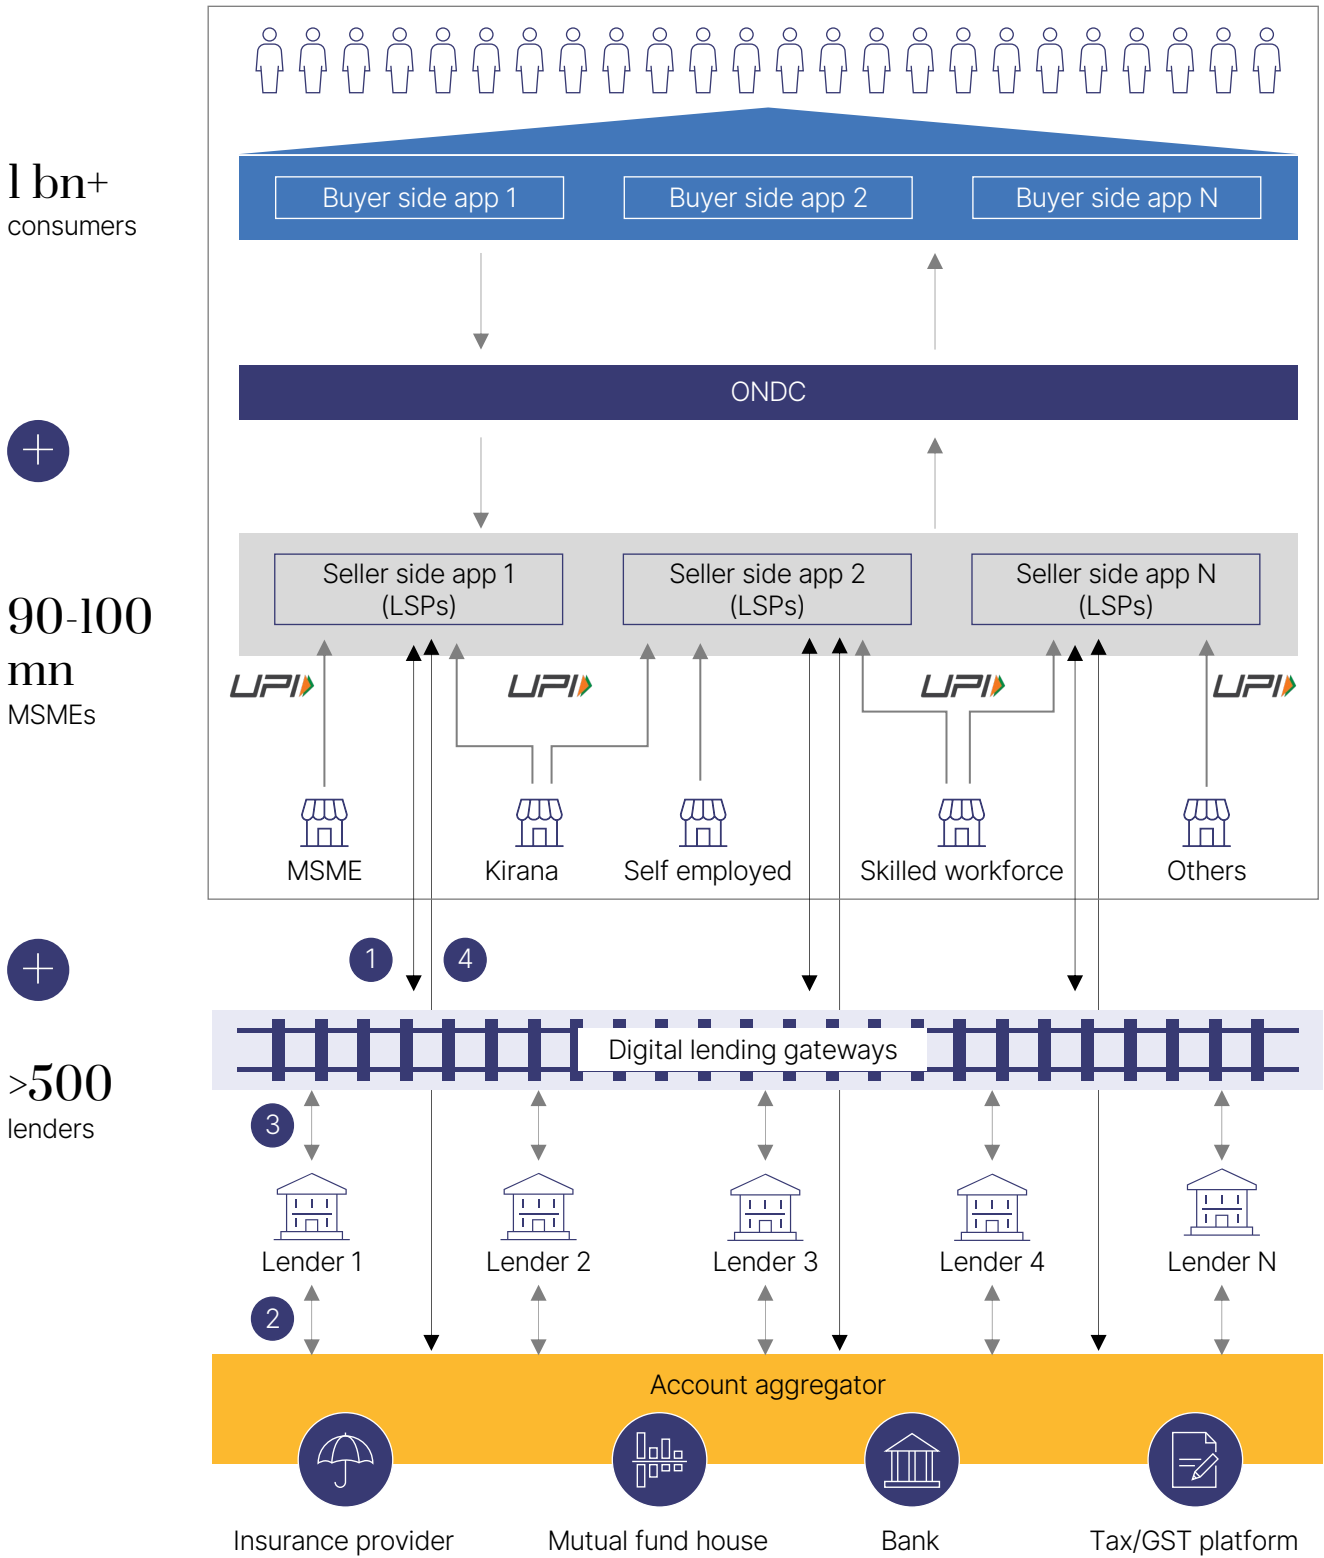 1 bn+
consumers
Buyer side app 1
Buyer side app 2
Buyer side app N
ONDC
90-100
mn
MSMEs
Seller side app 1
(LSPs)
Seller side app 2
(LSPs)
Seller side app N
(LSPs)
UPI
UPI
UPI
UPI
MSME
Kirana
Self employed
Skilled workforce
Others
1
4
>500
lenders
Digital lending gateways
3
Lender 1
Lender 2
Lender 3
Lender 4
Lender N
2
Account aggregator
Insurance provider
Mutual fund house
Bank
Tax/GST platform